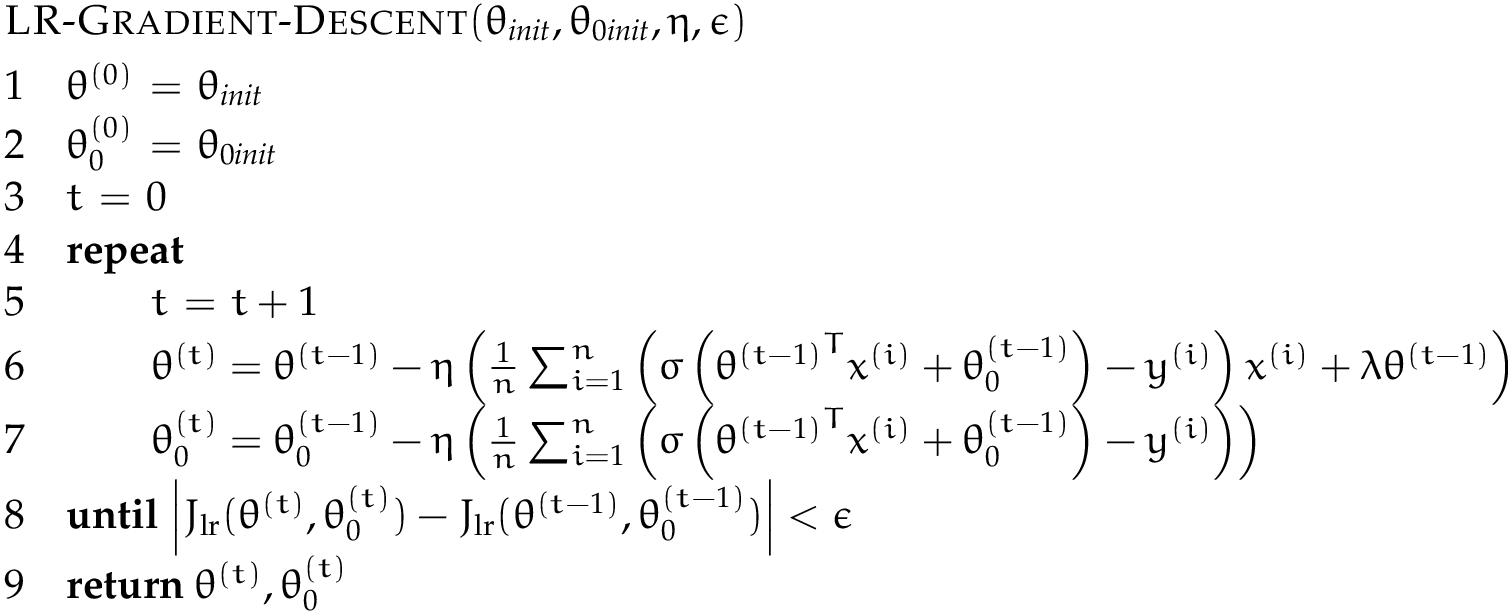 LR-GRADIENT-DESCENT(θ_init, θ_0init, η, ϵ)
1 θ^(0) = θ_init
2 θ_0^(0) = θ_0init
3 t = 0
4 repeat
5 t = t + 1
6 θ^(t) = θ^(t−1) − η (1/n ∑_{i=1}^n (σ (θ^(t−1)^T x^(i) + θ_0^(t−1)) − y^(i)) x^(i) + λθ^(t−1))
7 θ_0^(t) = θ_0^(t−1) − η (1/n ∑_{i=1}^n (σ (θ^(t−1)^T x^(i) + θ_0^(t−1)) − y^(i)))
8 until |J_lr(θ^(t), θ_0^(t)) − J_lr(θ^(t−1), θ_0^(t−1))| < ϵ
9 return θ^(t), θ_0^(t)